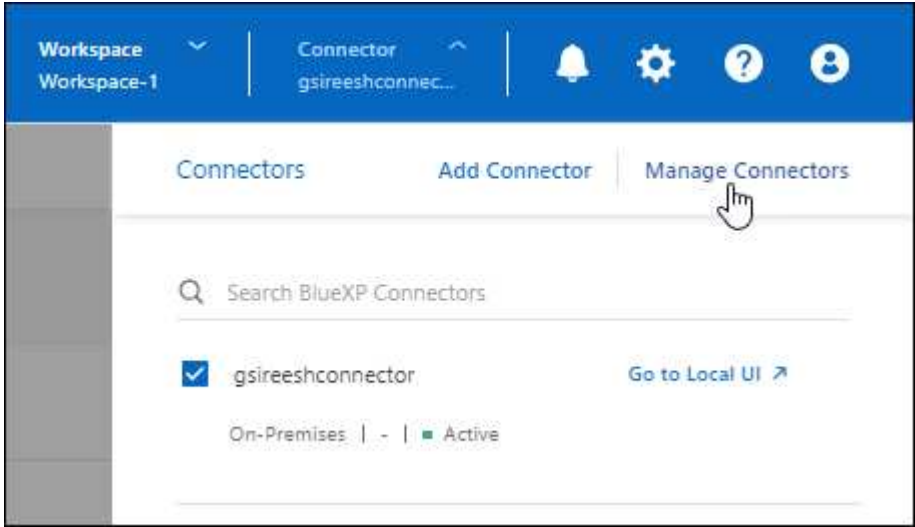 Workspace
Workspace-1
Connector
gsireeshconnec...
Connectors Add Connector Manage Connectors
Search BlueXP Connectors
gsireeshconnector Go to Local UI
On-Premises | - | Active